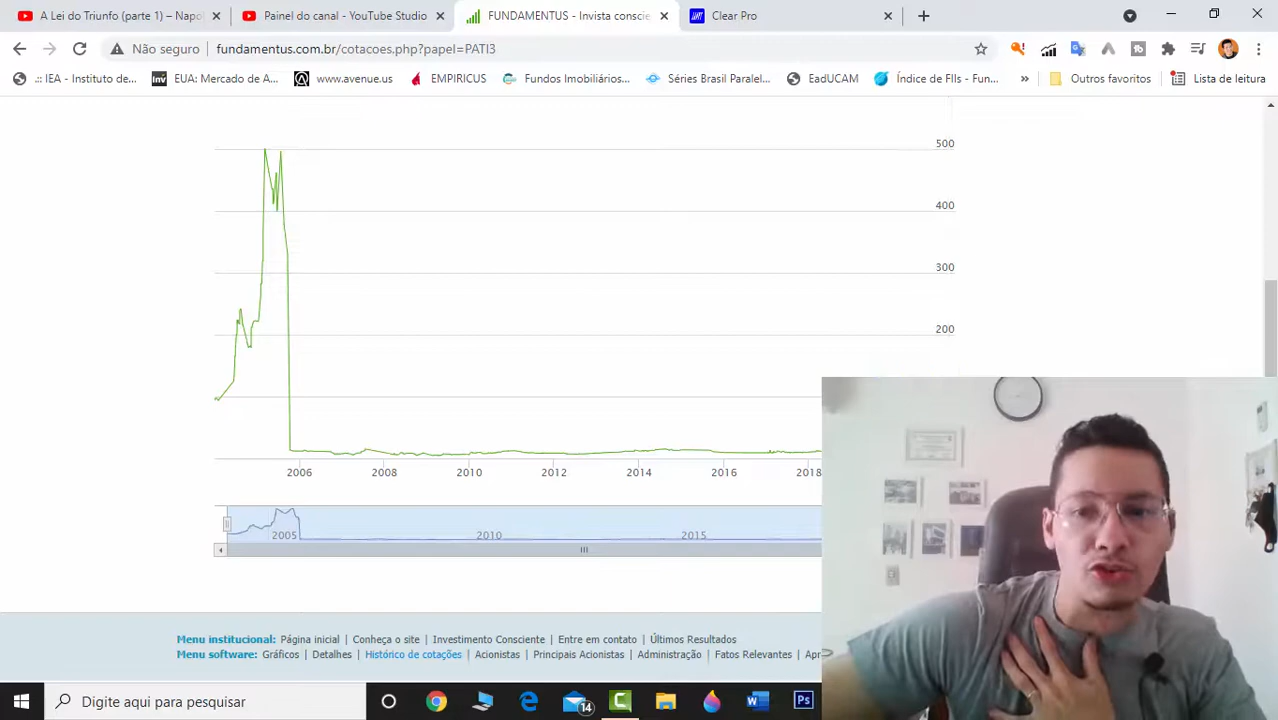 A Lei do Triunfo (parte 1) – Napol
Painel do canal - YouTube Studio
FUNDAMENTUS - Invista conscie
Clear Pro
Não seguro
fundamentus.com.br/cotacoes.php?papel=PATI3
.:: IEA - Instituto de...
EUA: Mercado de A...
www.avenue.us
EMPIRICUS
Fundos Imobiliários...
Séries Brasil Paralel...
EadUCAM
Índice de FIIs - Fun...
»
Outros favoritos
Lista de leitura
500
400
300
200
2006
2008
2010
2012
2014
2016
2018
2005
2010
2015
Menu institucional: Página inicial | Conheça o site | Investimento Consciente | Entre em contato | Últimos Resultados
Menu software: Gráficos | Detalhes | Histórico de cotações | Acionistas | Principais Acionistas | Administração | Fatos Relevantes | Apr
Digite aqui para pesquisar
14